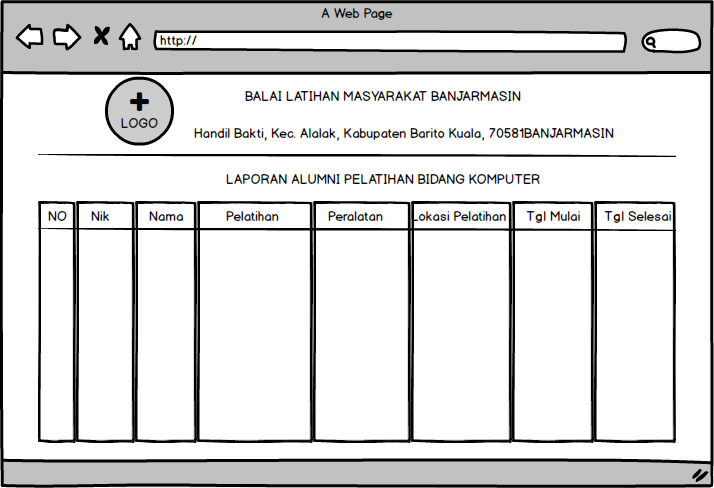 A Web Page
http://
LOGO
BALAI LATIHAN MASYARAKAT BANJARMASIN
Handil Bakti, Kec. Alalak, Kabupaten Barito Kuala, 70581BANJARMASIN
LAPORAN ALUMNI PELATIHAN BIDANG KOMPUTER
NO Nik Nama Pelatihan Peralatan Lokasi Pelatihan Tgl Mulai Tgl Selesai